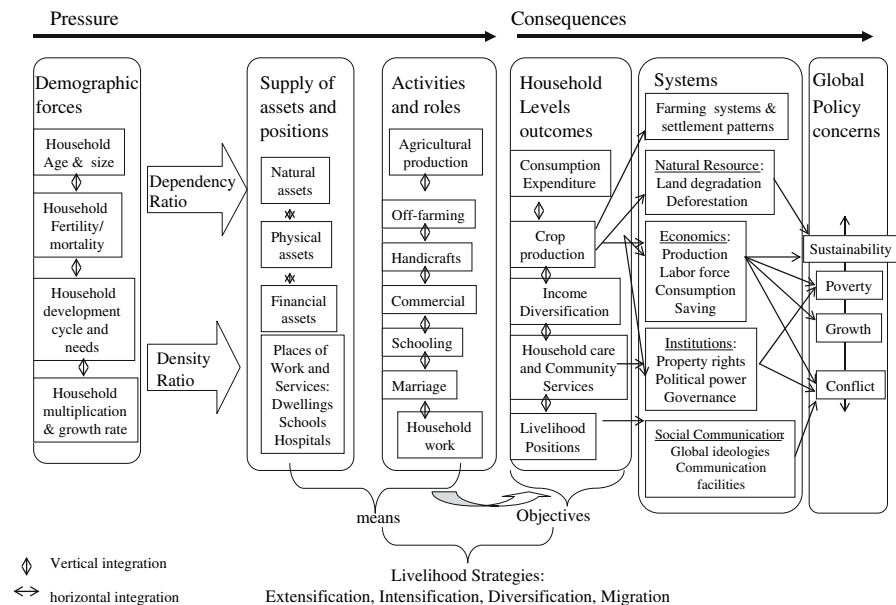 Pressure
Consequences
Demographic
forces
Household
Age & size
Household
Fertility/
mortality
Household
development
cycle and
needs
Household
multiplication
& growth rate
Dependency
Ratio
Density
Ratio
Supply of
assets and
positions
Natural
assets
Physical
assets
Financial
assets
Places of
Work and
Services:
Dwellings
Schools
Hospitals
Activities
and roles
Agricultural
production
Off-farming
Handicrafts
Commercial
Schooling
Marriage
Household
work
Household
Levels
outcomes
Consumption
Expenditure
Crop
production
Income
Diversification
Household care
and Community
Services
Livelihood
Positions
Systems
Farming systems &
settlement patterns
Natural Resource:
Land degradation
Deforestation
Economics:
Production
Labor force
Consumption
Saving
Institutions:
Property rights
Political power
Governance
Social Communication:
Global ideologies
Communication
facilities
Global
Policy
concerns
Sustainability
Poverty
Growth
Conflict
means
Objectives
Livelihood Strategies:
Extensification, Intensification, Diversification, Migration
Vertical integration
horizontal integration